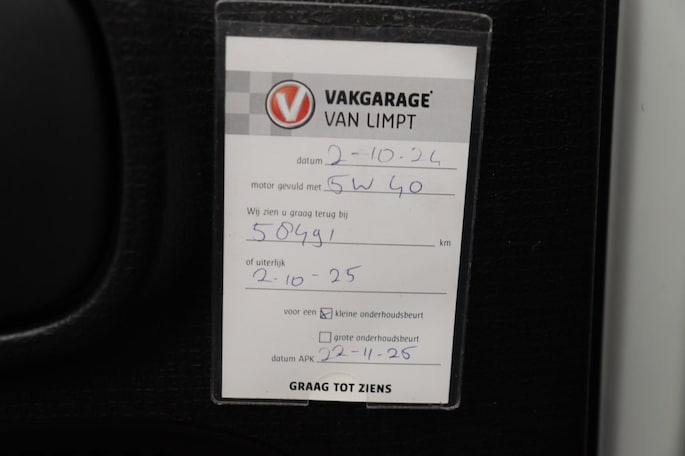 VAKGARAGE
VAN LIMPT
datum 2-10-24
motor gevuld met 5W40
Wij zien u graag terug bij
50491 km
of uiterlijk
2-10-25
voor een kleine onderhoudsbeurt
grote onderhoudsbeurt
datum APK 22-11-25
GRAAG TOT ZIENS